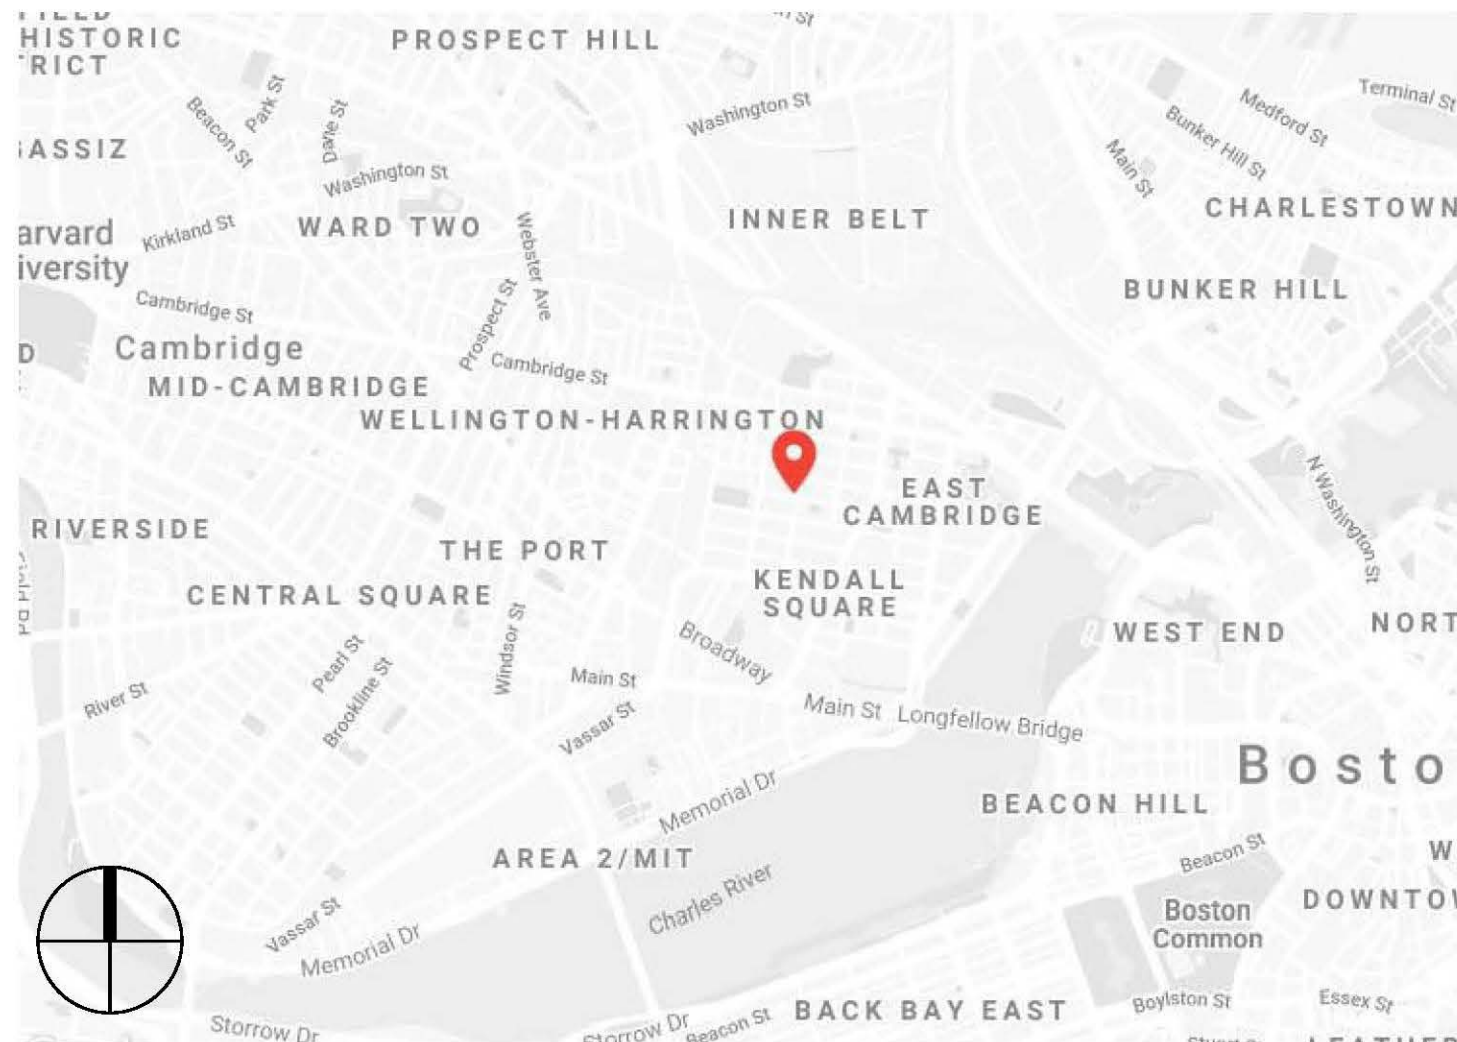 HISTORIC
PROSPECT HILL
Park St
Beacon St
Dane St
Washington St
Washington St
Medford St
Terminal St
Bunker Hill St
Main St
WARD TWO
Kirkland St
INNER BELT
CHARLESTOWN
Webster Ave
Prospect St
BUNKER HILL
Cambridge St
Cambridge
MID-CAMBRIDGE
Cambridge St
WELLINGTON-HARRINGTON
EAST
CAMBRIDGE
N Washington St
RIVERSIDE
THE PORT
CENTRAL SQUARE
KENDALL
SQUARE
WEST END
NORT
Windsor St
Broadway
Pearl St
Brookline St
River St
Main St
Vassar St
Main St
Longfellow Bridge
Bosto
Memorial Dr
BEACON HILL
AREA 2/MIT
Charles River
Beacon St
W
DOWNTOW
Boston
Common
Vassar St
Memorial Dr
BACK BAY EAST
Boylston St
Essex St
Storrow Dr
Storrow Dr
Beacon St